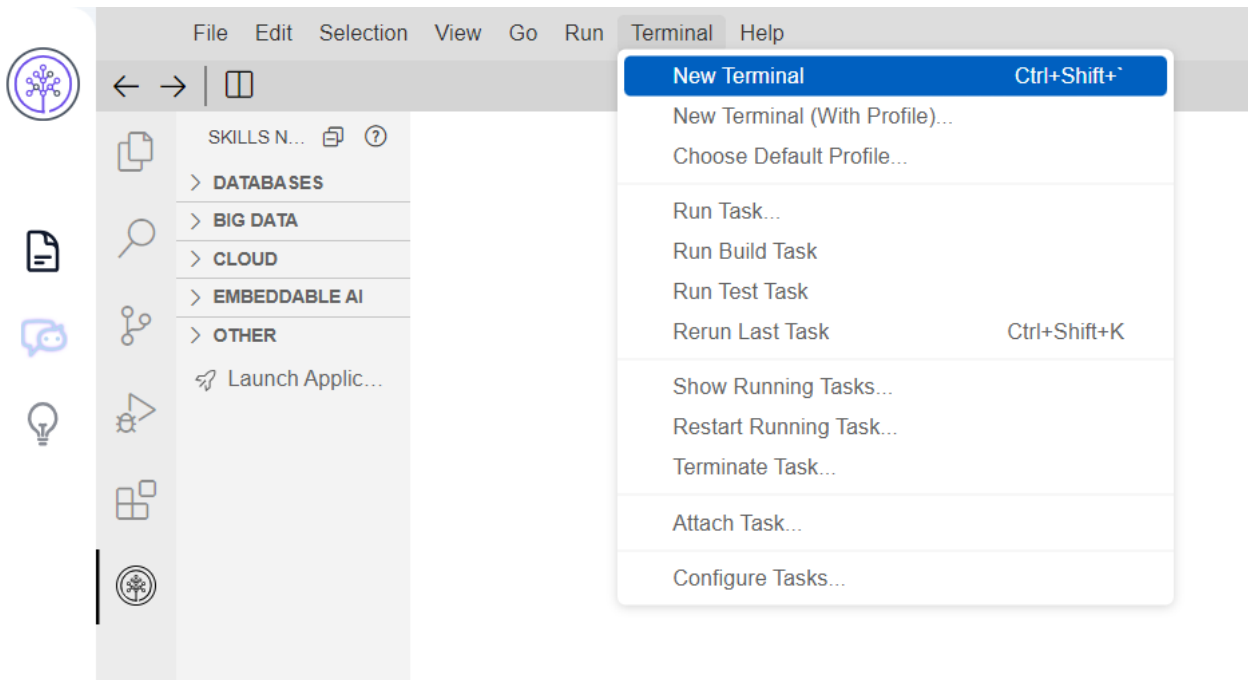 File Edit Selection View Go Run Terminal Help
SKILLS N...
DATABASES
BIG DATA
CLOUD
EMBEDDABLE AI
OTHER
Launch Applic...
New Terminal Ctrl+Shift+`
New Terminal (With Profile)...
Choose Default Profile...
Run Task...
Run Build Task
Run Test Task
Rerun Last Task Ctrl+Shift+K
Show Running Tasks...
Restart Running Task...
Terminate Task...
Attach Task...
Configure Tasks...